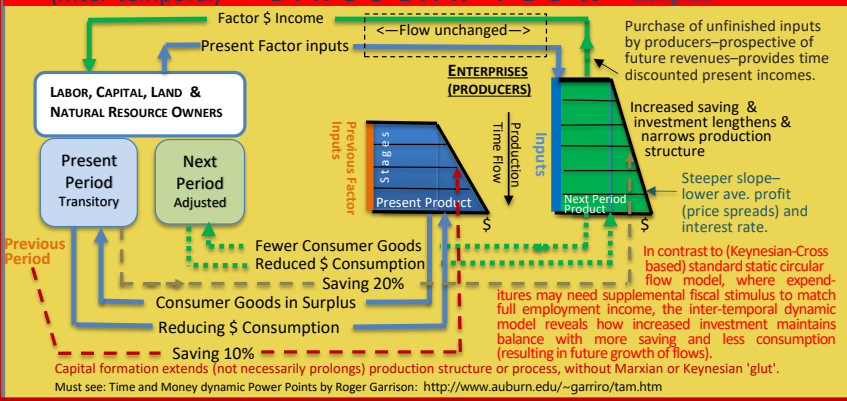 (Inter-temporal)
Factor $ Income
<—Flow unchanged—>
Present Factor inputs
Purchase of unfinished inputs
by producers–prospective of
future revenues–provides time
discounted present incomes.
ENTERPRISES
(PRODUCERS)
LABOR, CAPITAL, LAND &
NATURAL RESOURCE OWNERS
Increased saving &
investment lengthens &
narrows production
structure
Present
Period
Transitory
Next
Period
Adjusted
Previous Factor
Inputs
Stages
Present Product
$
Production
Time Flow
Inputs
Next Period
Product
$
Steeper slope–
lower ave. profit
(price spreads) and
interest rate.
Previous
Period
Fewer Consumer Goods
Reduced $ Consumption
Saving 20%
Consumer Goods in Surplus
Reducing $ Consumption
Saving 10%
In contrast to (Keynesian-Cross
based) standard static circular
flow model, where expend-
itures may need supplemental fiscal stimulus to match
full employment income, the inter-temporal dynamic
model reveals how increased investment maintains
balance with more saving and less consumption
(resulting in future growth of flows).
Capital formation extends (not necessarily prolongs) production structure or process, without Marxian or Keynesian 'glut'.
Must see: Time and Money dynamic Power Points by Roger Garrison: http://www.auburn.edu/~garriro/tam.htm